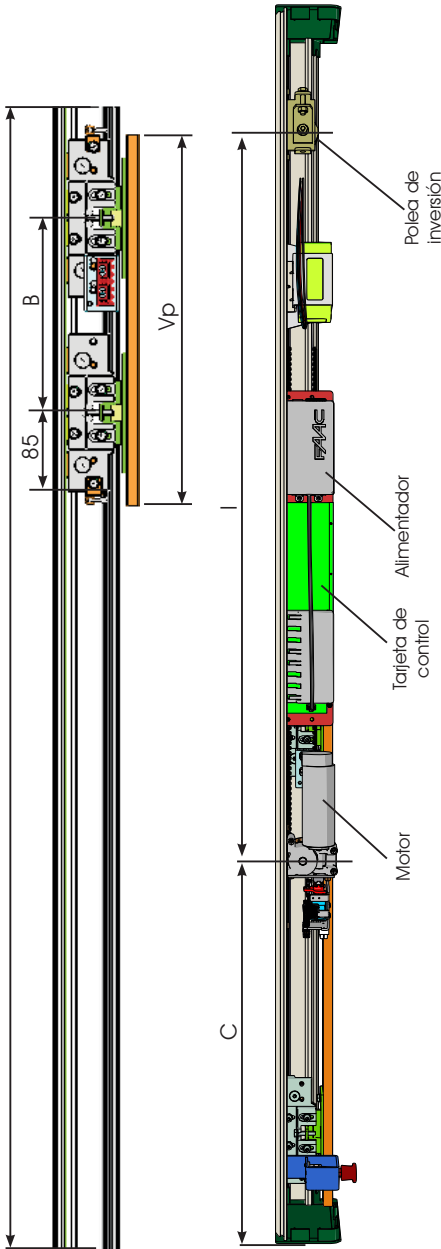 85
B
Vp
C
I
FAAC
Motor
Tarjeta de
control
Alimentador
Polea de
inversión